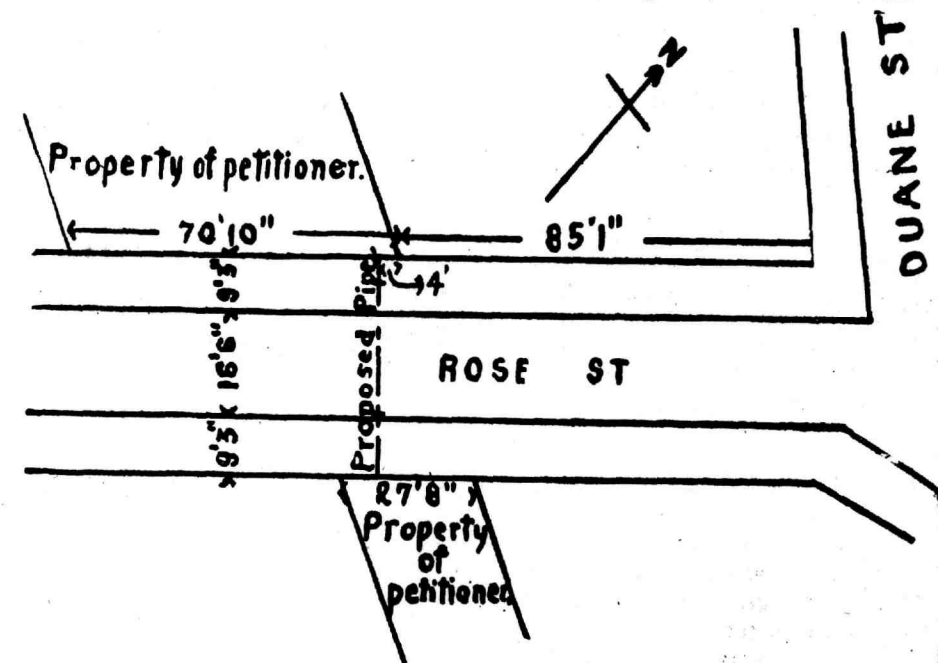 N
DUANE ST
Property of petitioner.
70'10"
85'1"
4'
9'3"
16'6"
9'3"
Proposed Pipe
ROSE ST
27'8"
Property
of
petitioner.